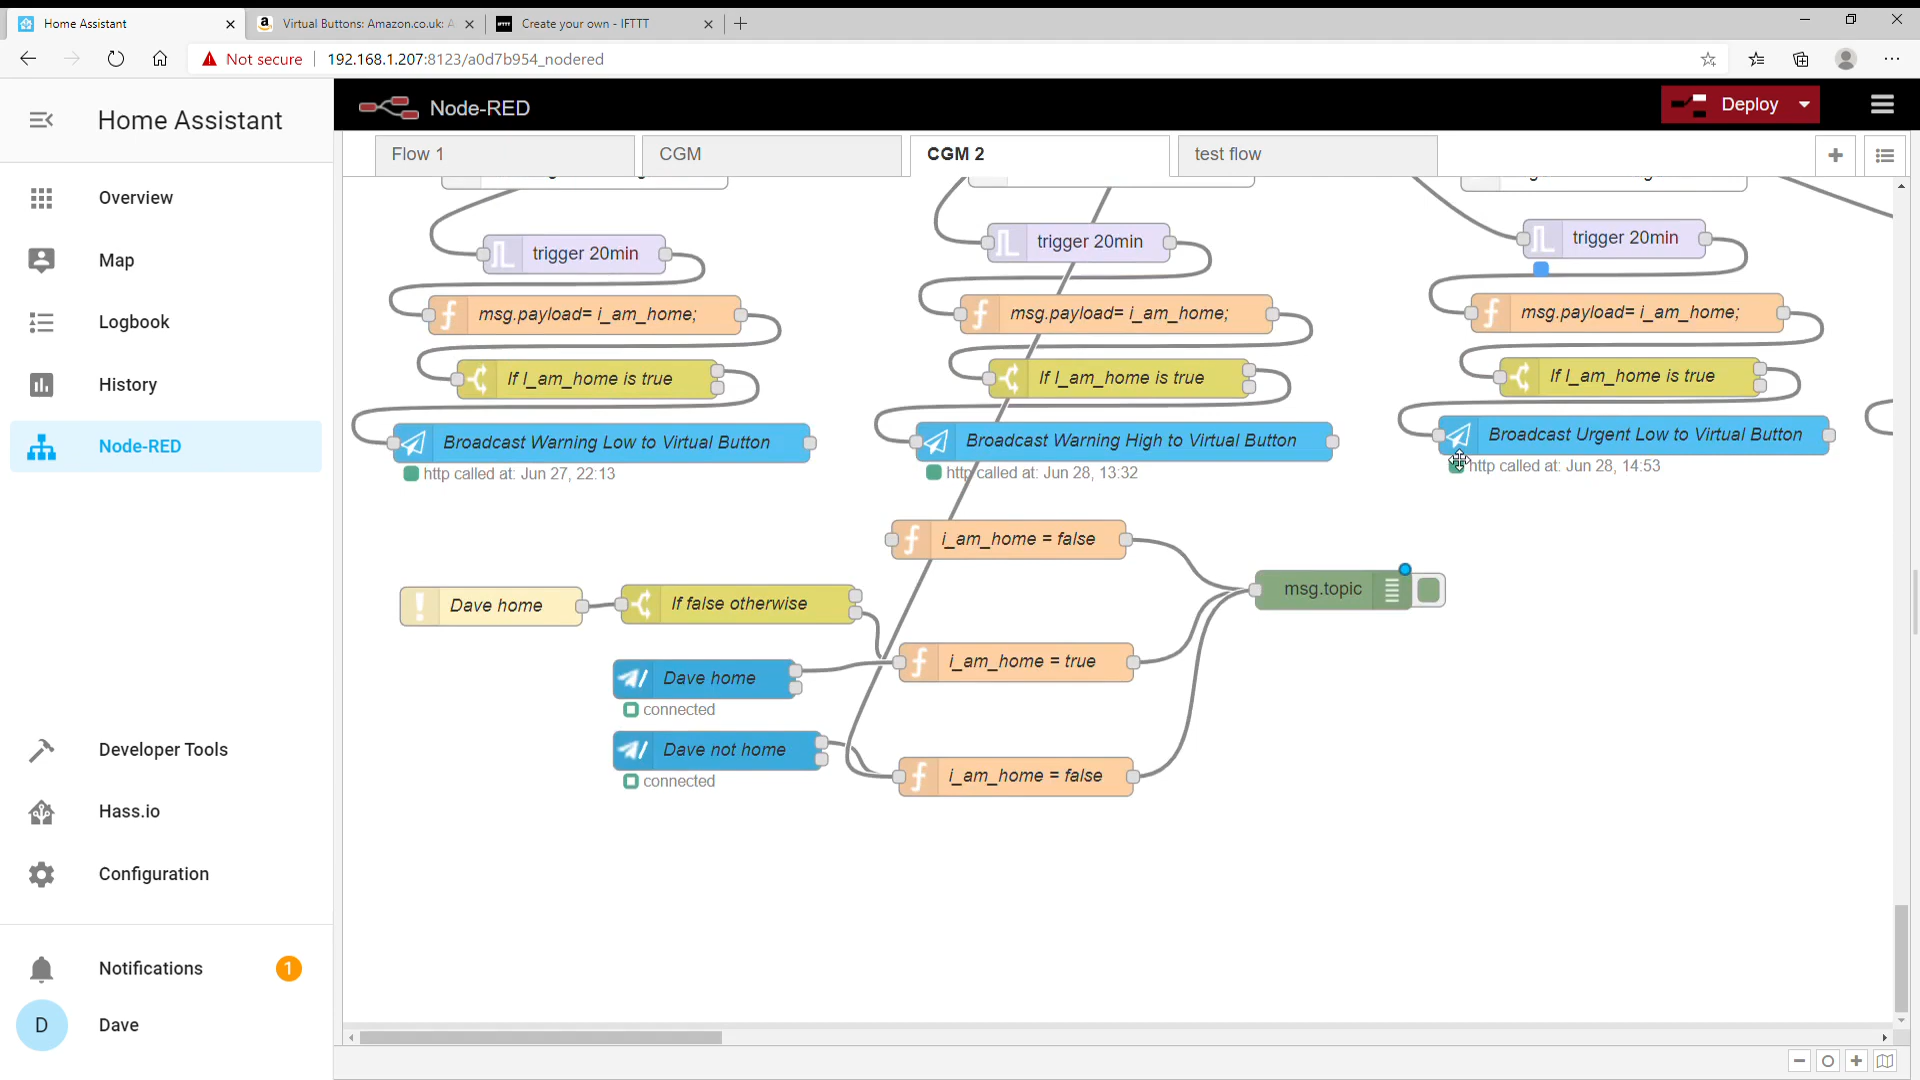 Home Assistant
Virtual Buttons: Amazon.co.uk: A
Create your own - IFTTT
Not secure
192.168.1.207:8123/a0d7b954_nodered
Home Assistant
Node-RED
Deploy
Flow 1
CGM
CGM 2
test flow
Overview
Map
Logbook
History
Node-RED
Developer Tools
Hass.io
Configuration
Notifications
1
D
Dave
trigger 20min
trigger 20min
trigger 20min
msg.payload= i_am_home;
msg.payload= i_am_home;
msg.payload= i_am_home;
If I_am_home is true
If I_am_home is true
If I_am_home is true
Broadcast Warning Low to Virtual Button
Broadcast Warning High to Virtual Button
Broadcast Urgent Low to Virtual Button
http called at: Jun 27, 22:13
http called at: Jun 28, 13:32
http called at: Jun 28, 14:53
i_am_home = false
msg.topic
Dave home
If false otherwise
i_am_home = true
Dave home
connected
Dave not home
connected
i_am_home = false